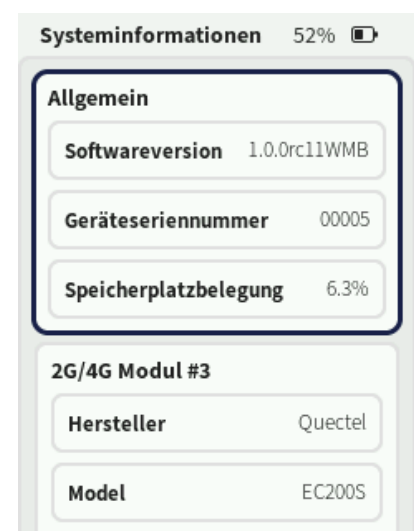 Systeminformationen 52%
Allgemein
Softwareversion 1.0.0rc11WMB
Geräteseriennummer 00005
Speicherplatzbelegung 6.3%
2G/4G Modul #3
Hersteller Quectel
Model EC200S